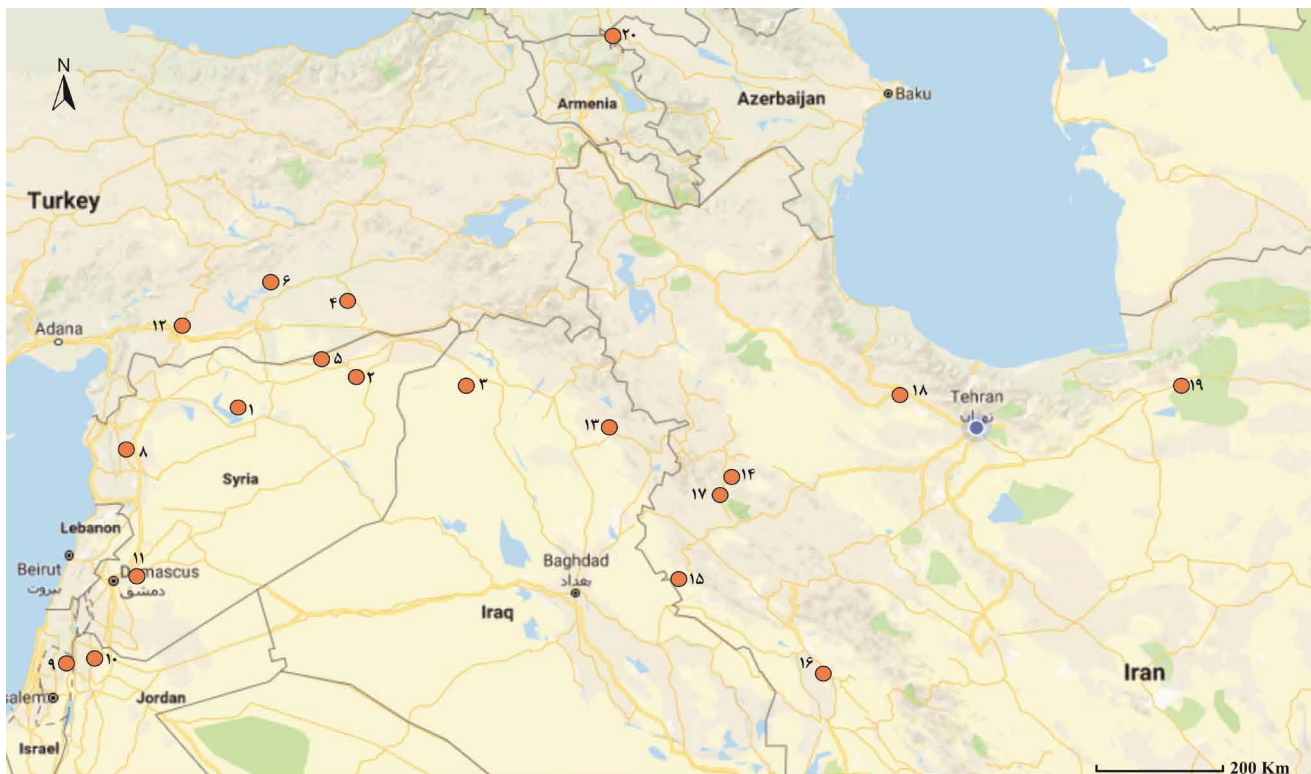 ۲۰
N
Armenia
Azerbaijan
Baku
Turkey
۶
۴
۱۲
Adana
۵
۲
۳
۱
۱۸
Tehran
تهران
۱۹
۱۳
۸
Syria
۱۴
۱۷
Lebanon
۱۱
Beirut
بيروت
Damascus
دمشق
Baghdad
بغداد
۱۵
Iraq
۹
۱۰
۱۶
Iran
salem
Jordan
Israel
200 Km